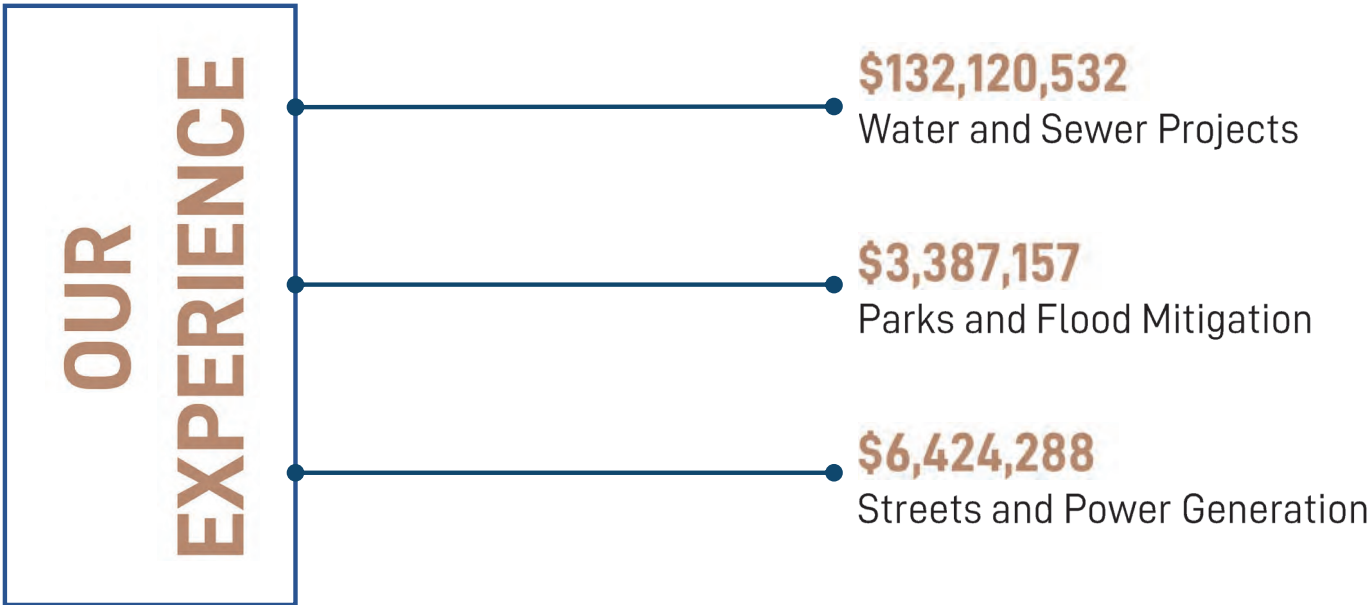 OUR
EXPERIENCE
$132,120,532
Water and Sewer Projects
$3,387,157
Parks and Flood Mitigation
$6,424,288
Streets and Power Generation